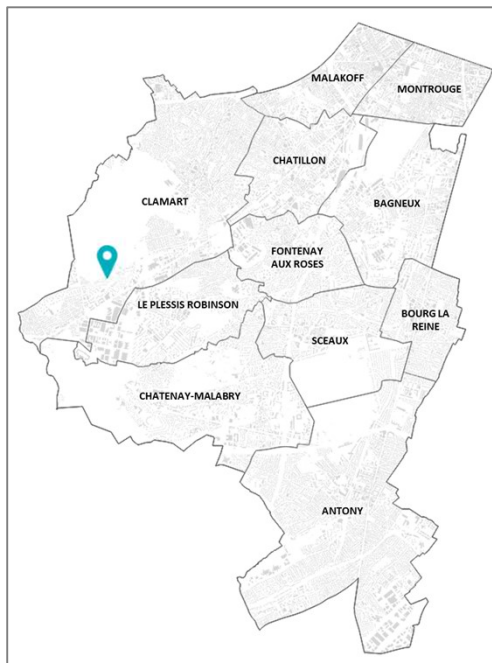 MALAKOFF
MONTROUGE
CHATILLON
CLAMART
BAGNEUX
FONTENAY
AUX ROSES
LE PLESSIS ROBINSON
BOURG LA
REINE
SCEAUX
CHATENAY-MALABRY
ANTONY